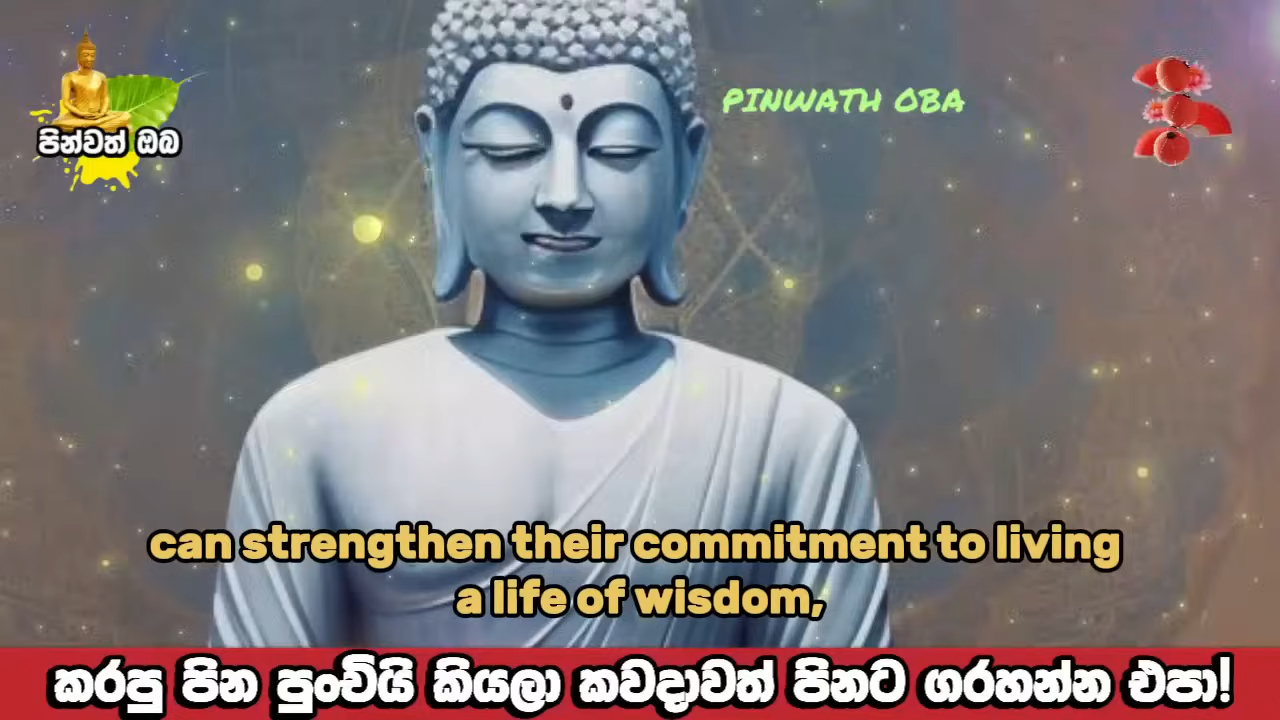 පින්වත් ඔබ
PINWATH OBA
can strengthen their commitment to living
a life of wisdom,
කරපු පින පුංචියි කියලා කවදාවත් පිනට ගරහන්න එපා!